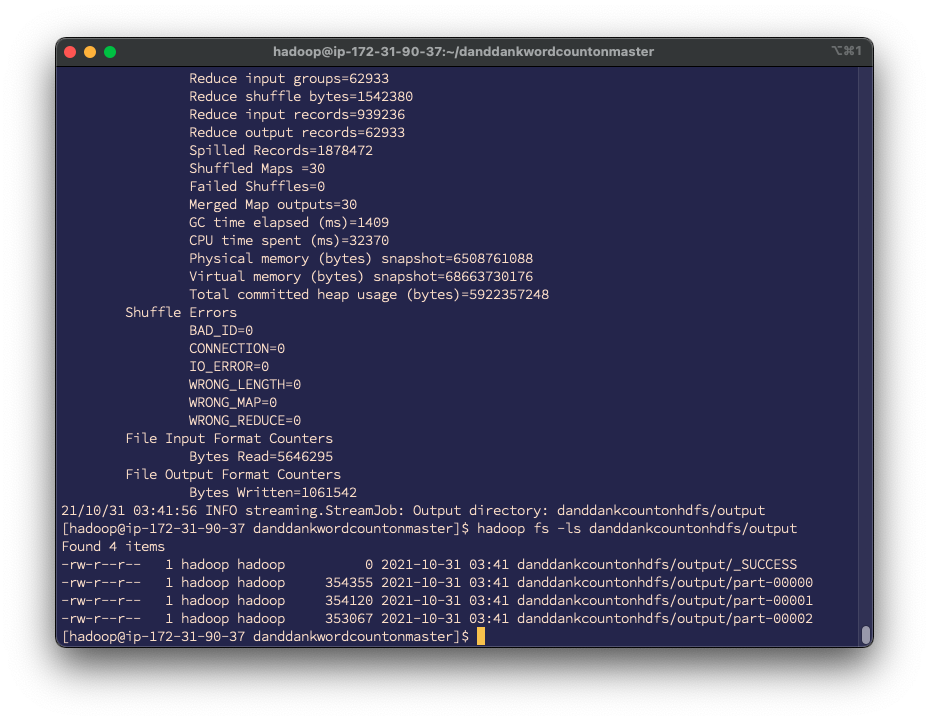 hadoop@ip-172-31-90-37:~/danddankwordcountonmaster
⌥⌘1
Reduce input groups=62933
Reduce shuffle bytes=1542380
Reduce input records=939236
Reduce output records=62933
Spilled Records=1878472
Shuffled Maps =30
Failed Shuffles=0
Merged Map outputs=30
GC time elapsed (ms)=1409
CPU time spent (ms)=32370
Physical memory (bytes) snapshot=6508761088
Virtual memory (bytes) snapshot=68663730176
Total committed heap usage (bytes)=5922357248
Shuffle Errors
BAD_ID=0
CONNECTION=0
IO_ERROR=0
WRONG_LENGTH=0
WRONG_MAP=0
WRONG_REDUCE=0
File Input Format Counters
Bytes Read=5646295
File Output Format Counters
Bytes Written=1061542
21/10/31 03:41:56 INFO streaming.StreamJob: Output directory: danddankcountonhdfs/output
[hadoop@ip-172-31-90-37 danddankwordcountonmaster]$ hadoop fs -ls danddankcountonhdfs/output
Found 4 items
-rw-r--r--   1 hadoop hadoop          0 2021-10-31 03:41 danddankcountonhdfs/output/_SUCCESS
-rw-r--r--   1 hadoop hadoop     354355 2021-10-31 03:41 danddankcountonhdfs/output/part-00000
-rw-r--r--   1 hadoop hadoop     354120 2021-10-31 03:41 danddankcountonhdfs/output/part-00001
-rw-r--r--   1 hadoop hadoop     353067 2021-10-31 03:41 danddankcountonhdfs/output/part-00002
[hadoop@ip-172-31-90-37 danddankwordcountonmaster]$